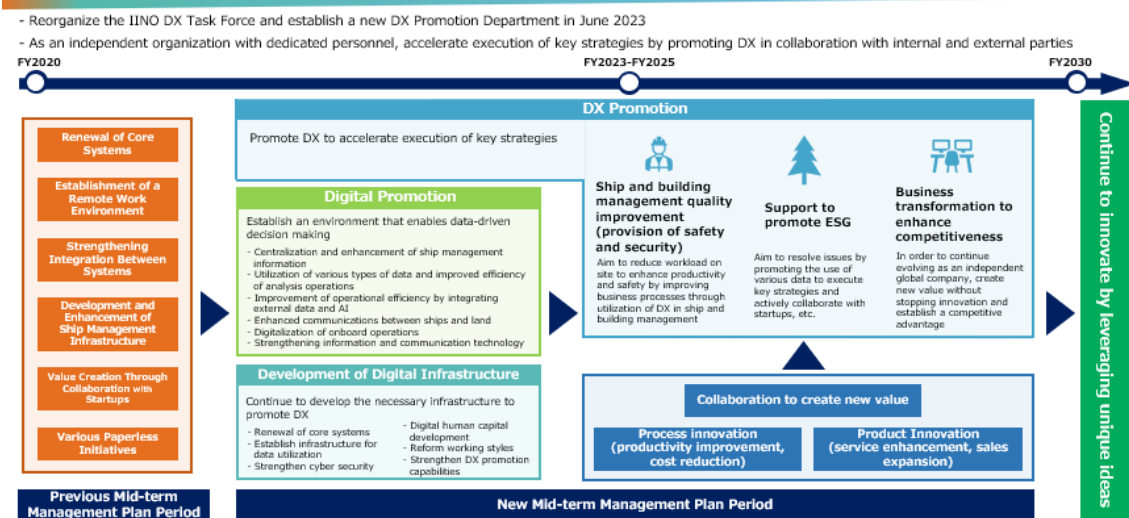 - Reorganize the IINO DX Task Force and establish a new DX Promotion Department in June 2023
- As an independent organization with dedicated personnel, accelerate execution of key strategies by promoting DX in collaboration with internal and external parties
FY2020
FY2023-FY2025
FY2030
Renewal of Core
Systems
Establishment of a
Remote Work
Environment
Strengthening
Integration Between
Systems
Development and
Enhancement of
Ship Management
Infrastructure
Value Creation Through
Collaboration with
Startups
Various Paperless
Initiatives
Previous Mid-term
Management Plan Period
DX Promotion
Promote DX to accelerate execution of key strategies
Digital Promotion
Establish an environment that enables data-driven
decision making
- Centralization and enhancement of ship management
information
- Utilization of various types of data and improved efficiency
of analysis operations
- Improvement of operational efficiency by integrating
external data and AI
- Enhanced communications between ships and land
- Digitalization of onboard operations
- Strengthening information and communication technology
Development of Digital Infrastructure
Continue to develop the necessary infrastructure to
promote DX
- Renewal of core systems
- Establish infrastructure for
data utilization
- Strengthen cyber security
- Digital human capital
development
- Reform working styles
- Strengthen DX promotion
capabilities
Ship and building
management quality
improvement
(provision of safety
and security)
Aim to reduce workload on
site to enhance productivity
and safety by improving
business processes through
utilization of DX in ship and
building management
Support to
promote ESG
Aim to resolve issues by
promoting the use of
various data to execute
key strategies and
actively collaborate with
startups, etc.
Business
transformation to
enhance
competitiveness
In order to continue
evolving as an independent
global company, create
new value without
stopping innovation and
establish a competitive
advantage
Collaboration to create new value
Process innovation
(productivity improvement,
cost reduction)
Product Innovation
(service enhancement, sales
expansion)
New Mid-term Management Plan Period
Continue to innovate by leveraging unique ideas